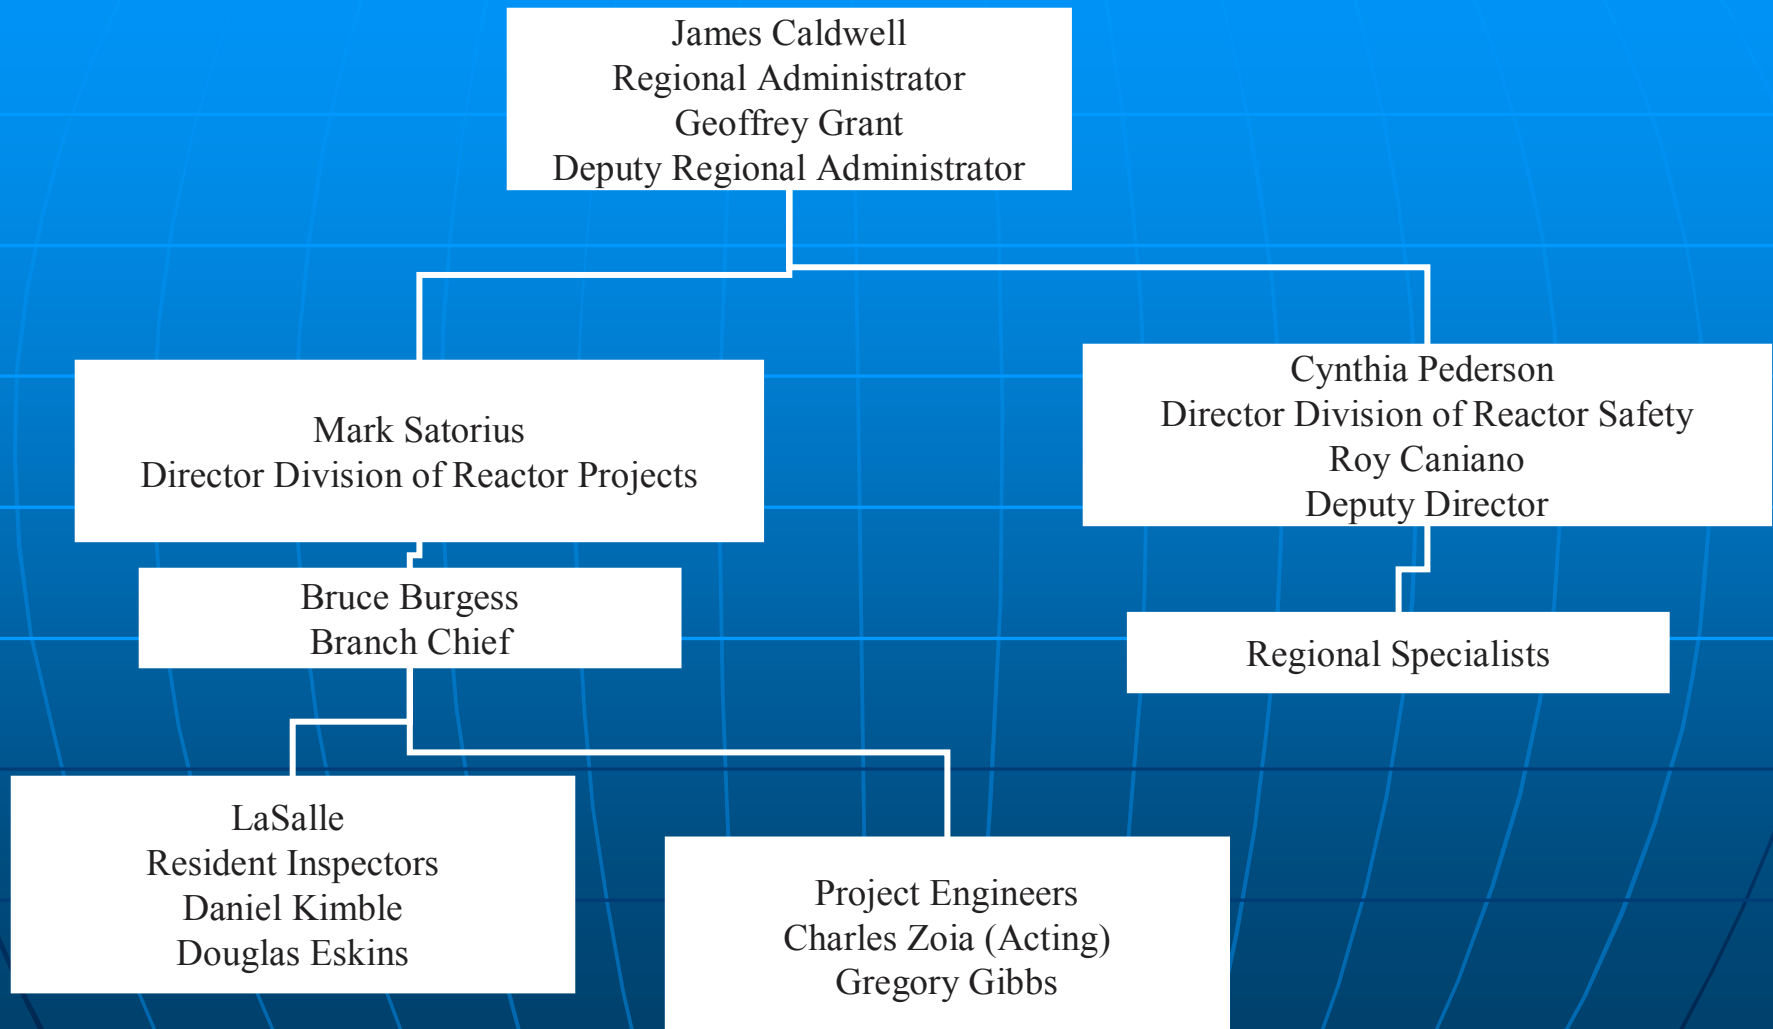 James Caldwell
Regional Administrator
Geoffrey Grant
Deputy Regional Administrator
Mark Satorius
Director Division of Reactor Projects
Cynthia Pederson
Director Division of Reactor Safety
Roy Caniano
Deputy Director
Bruce Burgess
Branch Chief
Regional Specialists
LaSalle
Resident Inspectors
Daniel Kimble
Douglas Eskins
Project Engineers
Charles Zoia (Acting)
Gregory Gibbs